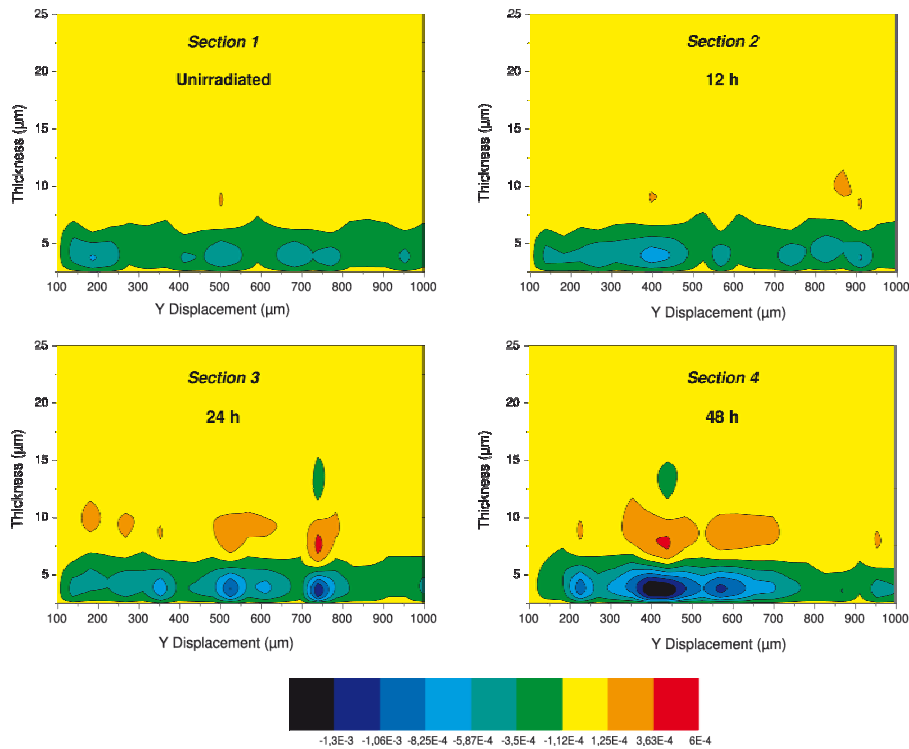 Section 1
Unirradiated
Thickness (µm)
25
20
15
10
5
100 200 300 400 500 600 700 800 900 1000
Y Displacement (µm)
Section 2
12 h
Thickness (µm)
25
20
15
10
5
100 200 300 400 500 600 700 800 900 1000
Y Displacement (µm)
Section 3
24 h
Thickness (µm)
25
20
15
10
5
100 200 300 400 500 600 700 800 900 1000
Y Displacement (µm)
Section 4
48 h
Thickness (µm)
25
20
15
10
5
100 200 300 400 500 600 700 800 900 1000
Y Displacement (µm)
-1,3E-3 -1,06E-3 -8,25E-4 -5,87E-4 -3,5E-4 -1,12E-4 1,25E-4 3,63E-4 6E-4